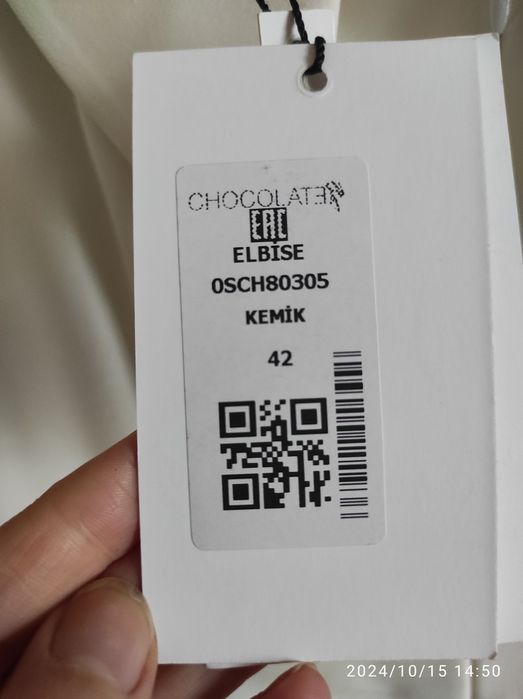 CHOCOLATE
EAC
ELBİSE
0SCH80305
KEMİK
42
2024/10/15 14:50